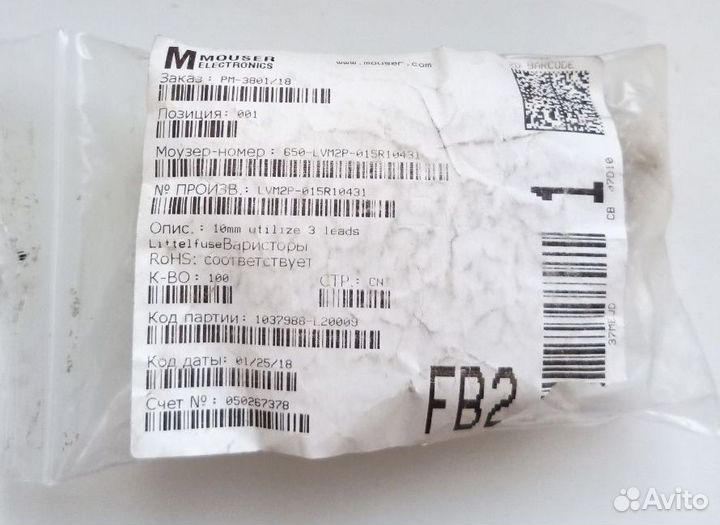 MOUSER
ELECTRONICS
www.mouser.com
2D BARCODE
Заказ : PM-3801/18
Позиция: 001
Моузер-номер : 650-LVM2P-015R10431
№ ПРОИЗВ.: LVM2P-015R10431
Опис.: 10mm utilize 3 leads
LittelfuseВаристоры
RoHS: соответствует
К-ВО : 100
СТР.: CN
Код партии: 1037988-L20009
Код даты: 01/25/18
Счет № : 050267378
FB2
1
Avito